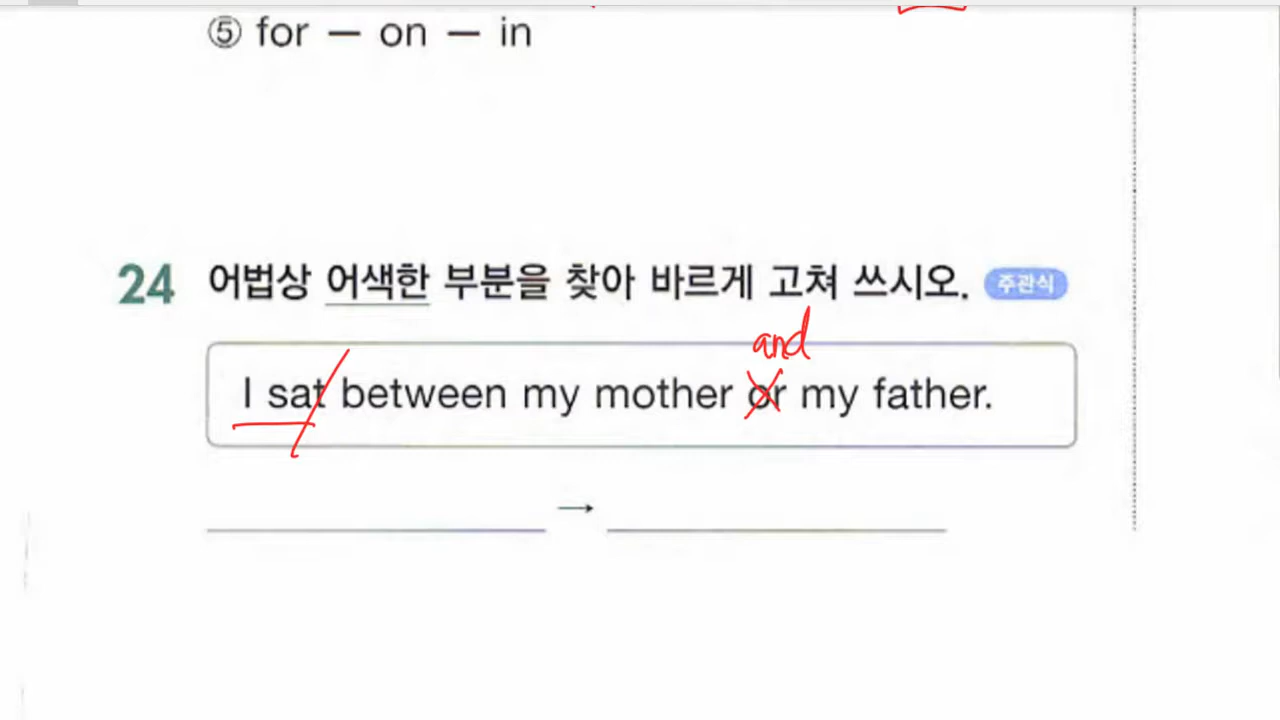 ⑤ for — on — in
24 어법상 어색한 부분을 찾아 바르게 고쳐 쓰시오. 주관식
and
I sat between my mother or my father.
→